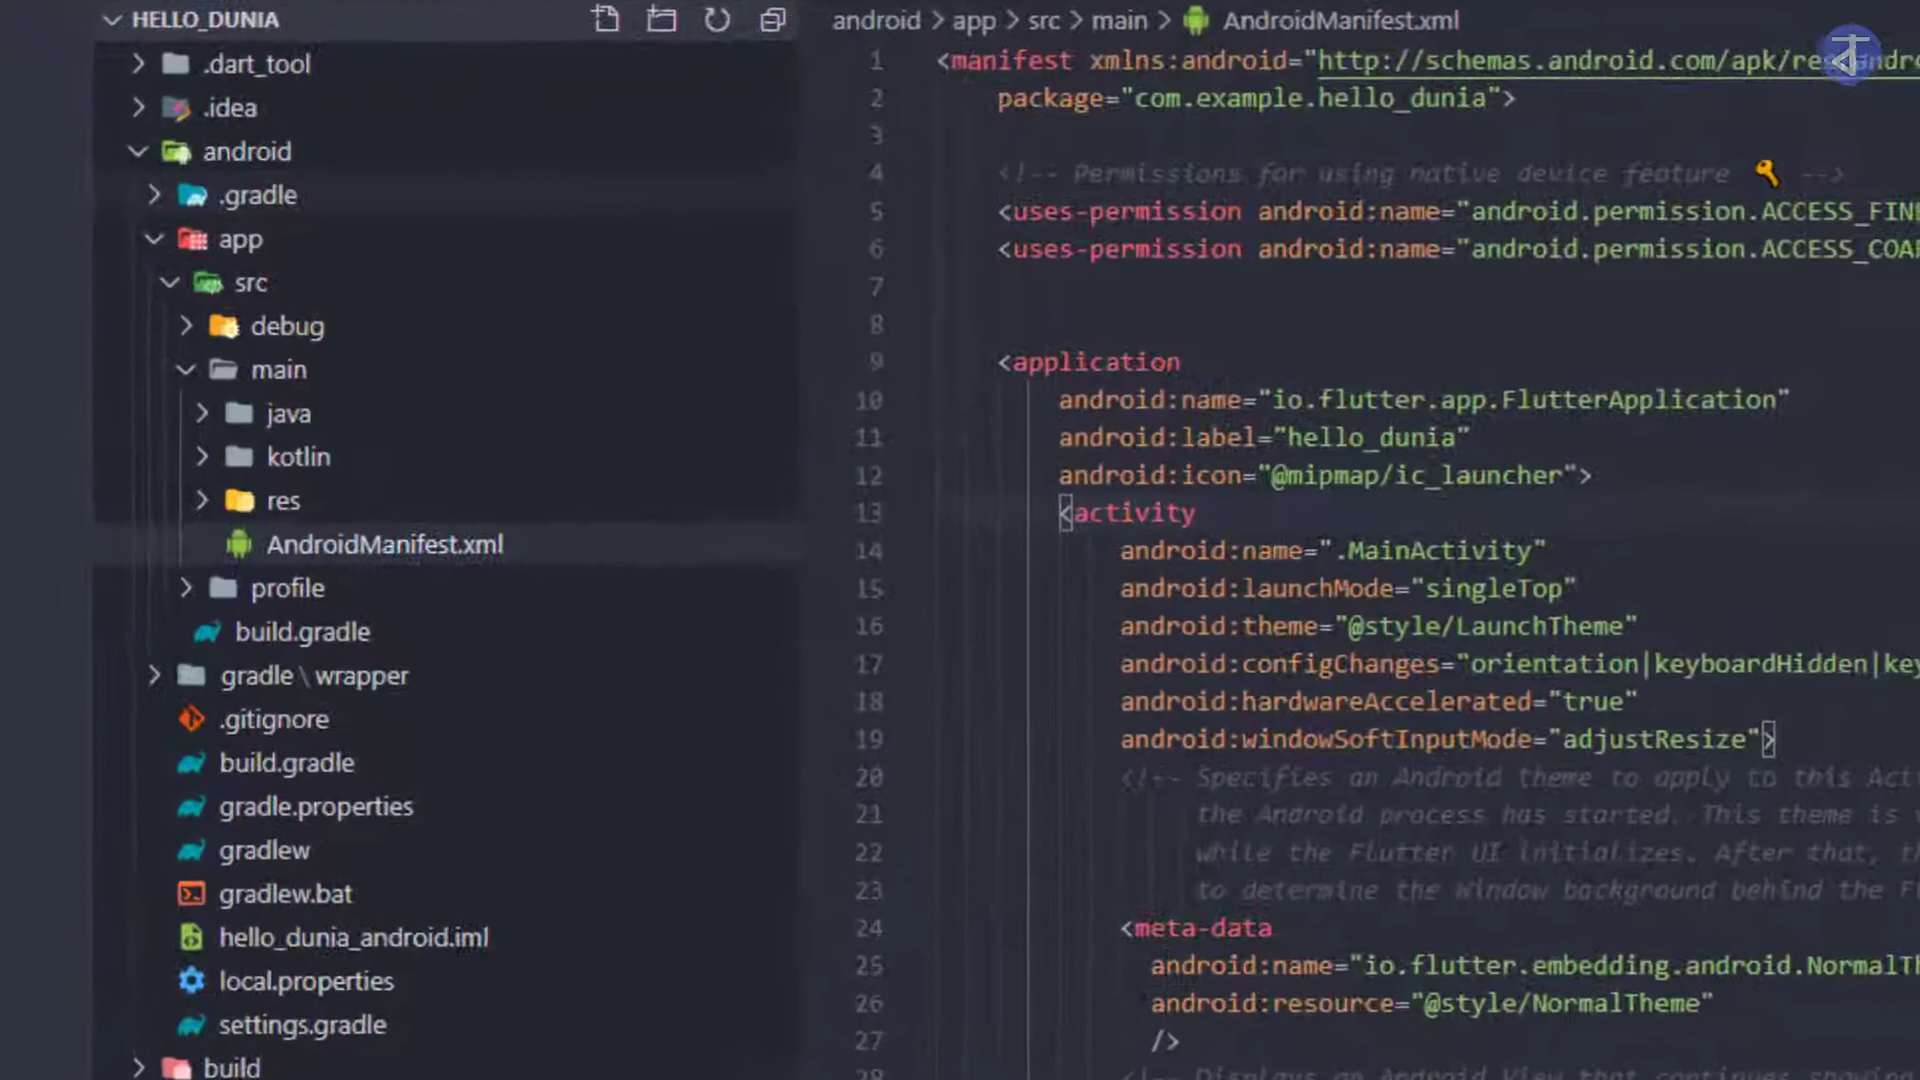 HELLO_DUNIA
.dart_tool
.idea
android
.gradle
app
src
debug
main
java
kotlin
res
AndroidManifest.xml
profile
build.gradle
gradle\wrapper
.gitignore
build.gradle
gradle.properties
gradlew
gradlew.bat
hello_dunia_android.iml
local.properties
settings.gradle
build
android > app > src > main > AndroidManifest.xml
1 <manifest xmlns:android="http://schemas.android.com/apk/res
2 package="com.example.hello_dunia">
3
4 <!-- Permissions for using native device feature 🔑 -->
5 <uses-permission android:name="android.permission.ACCESS_FIN
6 <uses-permission android:name="android.permission.ACCESS_COA
7
8
9 <application
10 android:name="io.flutter.app.FlutterApplication"
11 android:label="hello_dunia"
12 android:icon="@mipmap/ic_launcher">
13 <activity
14 android:name=".MainActivity"
15 android:launchMode="singleTop"
16 android:theme="@style/LaunchTheme"
17 android:configChanges="orientation|keyboardHidden|key
18 android:hardwareAccelerated="true"
19 android:windowSoftInputMode="adjustResize">
20 <!-- Specifies an Android theme to apply to this Act
21 the Android process has started. This theme is
22 while the Flutter UI initializes. After that,
23 to determine the Window background behind the F
24 <meta-data
25 android:name="io.flutter.embedding.android.NormalTh
26 android:resource="@style/NormalTheme"
27 />
28 <!-- Displays an Android View that continues showing